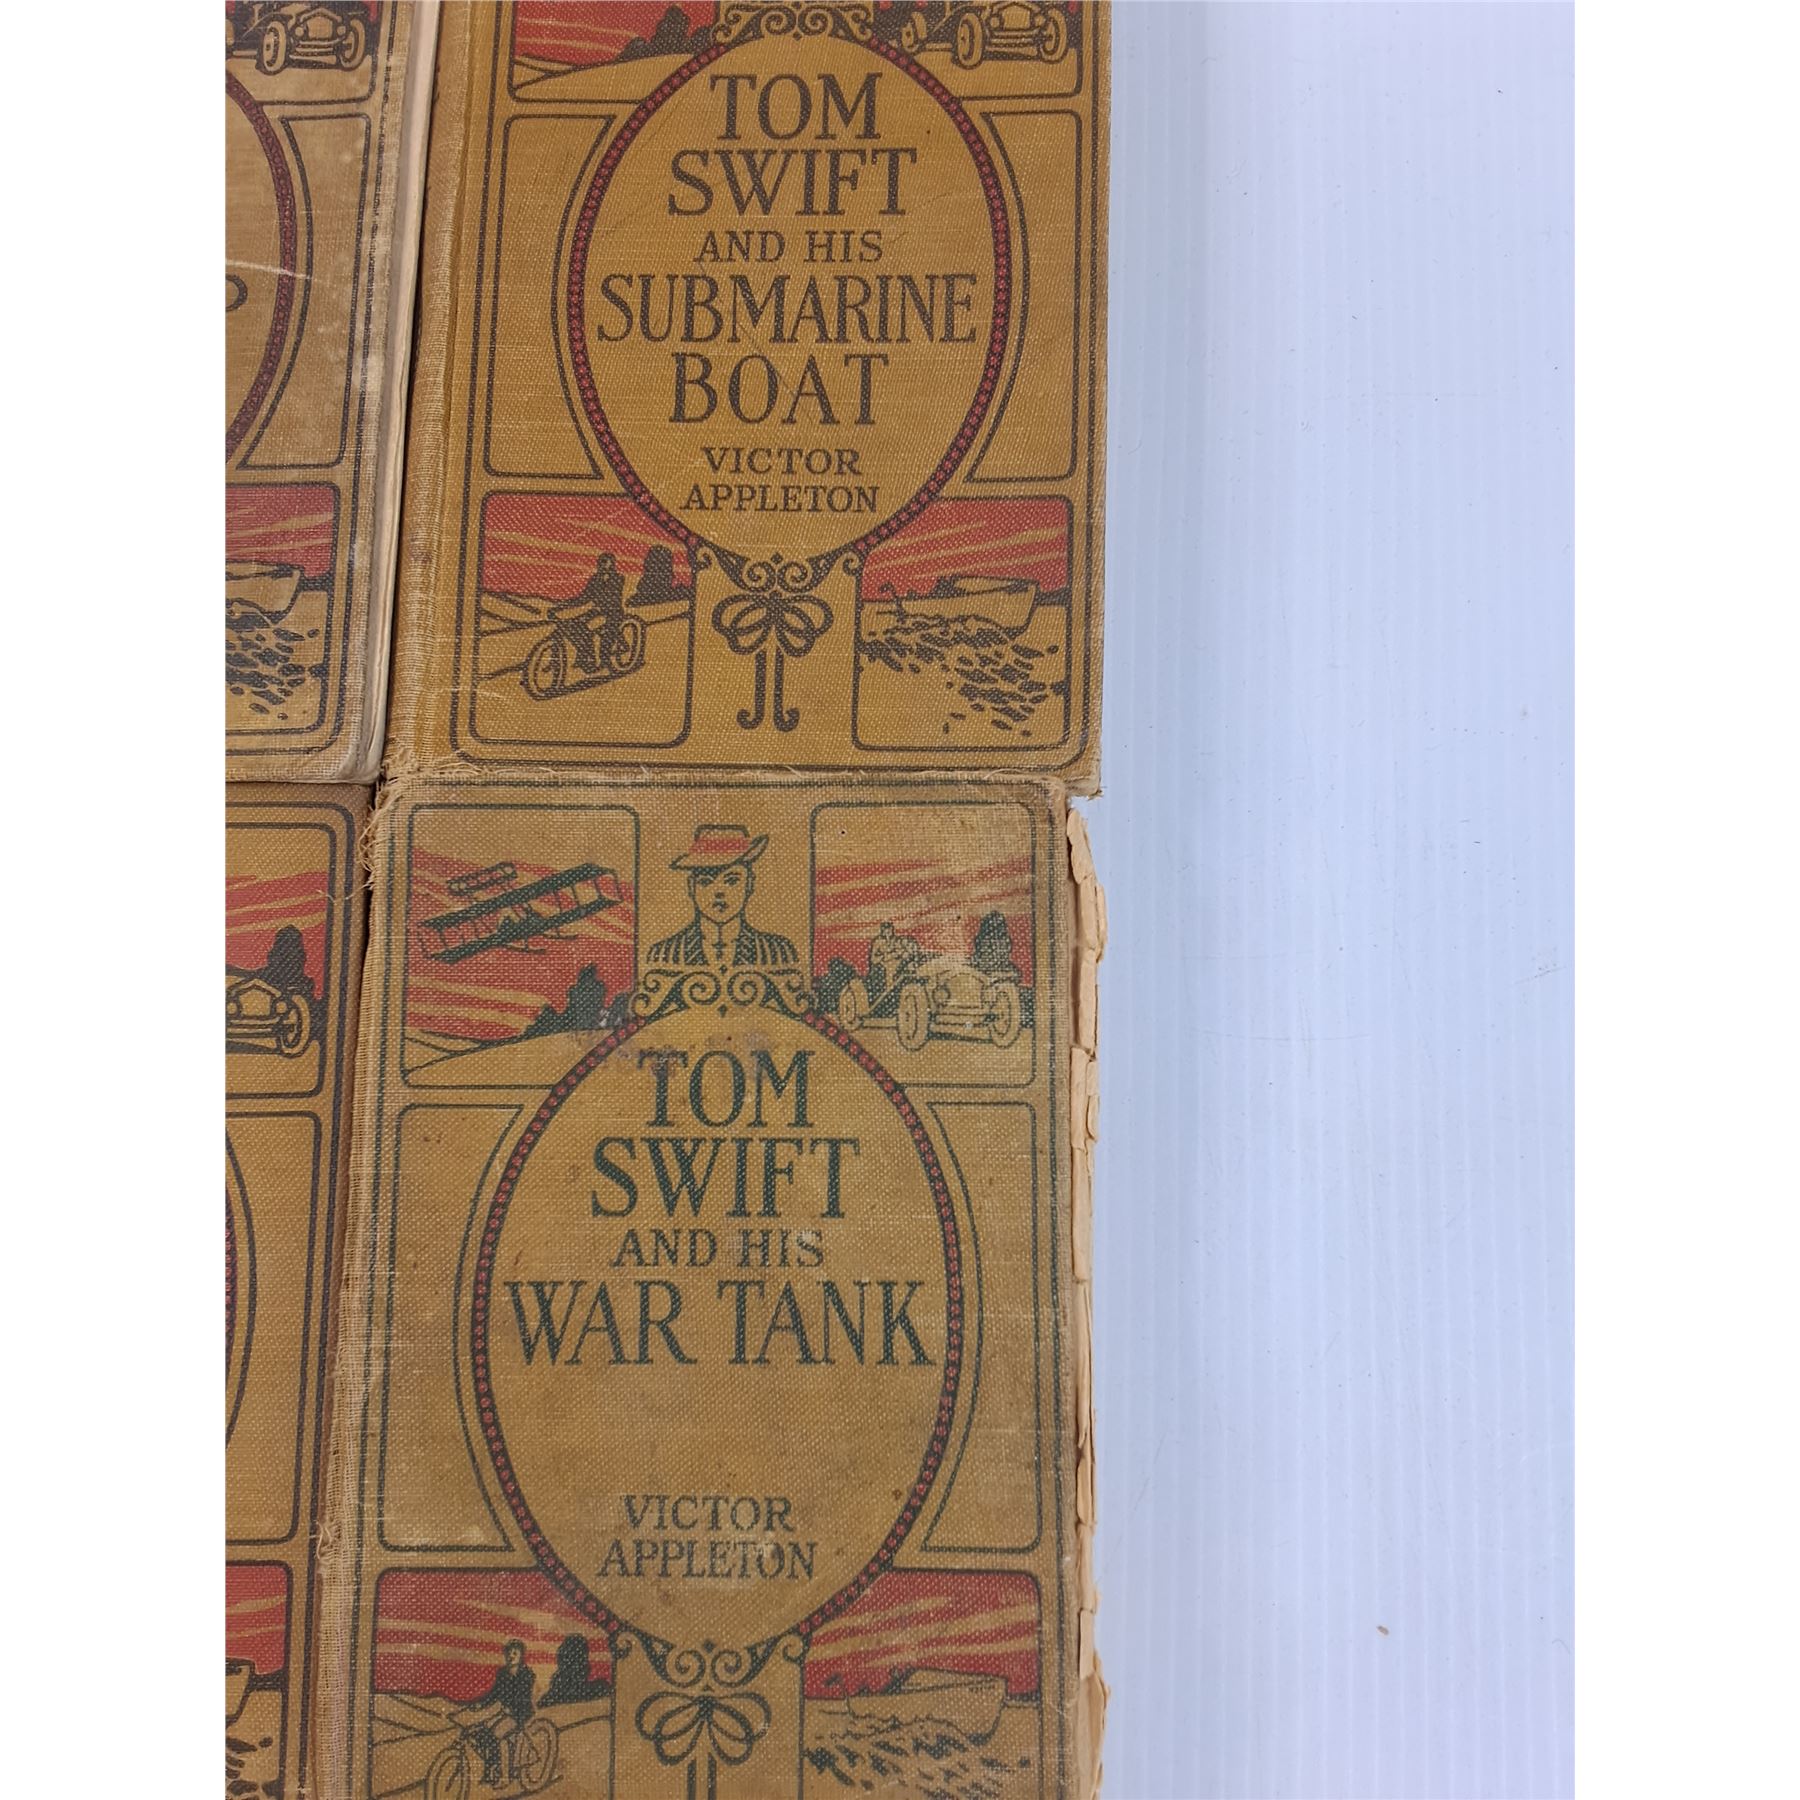 TOM
SWIFT
AND HIS
SUBMARINE
BOAT
VICTOR
APPLETON
P
TOM
SWIFT
AND HIS
WAR TANK
VICTOR
APPLETON